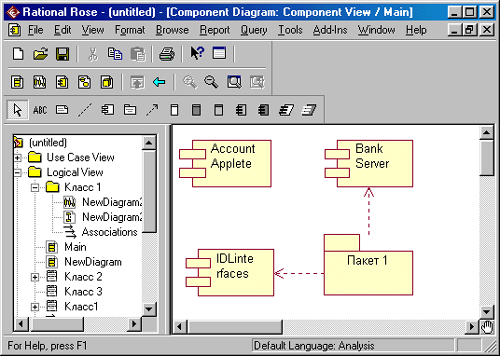 Rational Rose - (untitled) - [Component Diagram: Component View / Main]
File Edit View Format Browse Report Query Tools Add-Ins Window Help
ABC
(untitled)
Use Case View
Logical View
Класс 1
NewDiagram2
NewDiagram2
Associations
Main
NewDiagram
Класс 2
Класс 3
Класс1
Account
Applete
Bank
Server
IDLinte
rfaces
Пакет 1
For Help, press F1
Default Language: Analysis